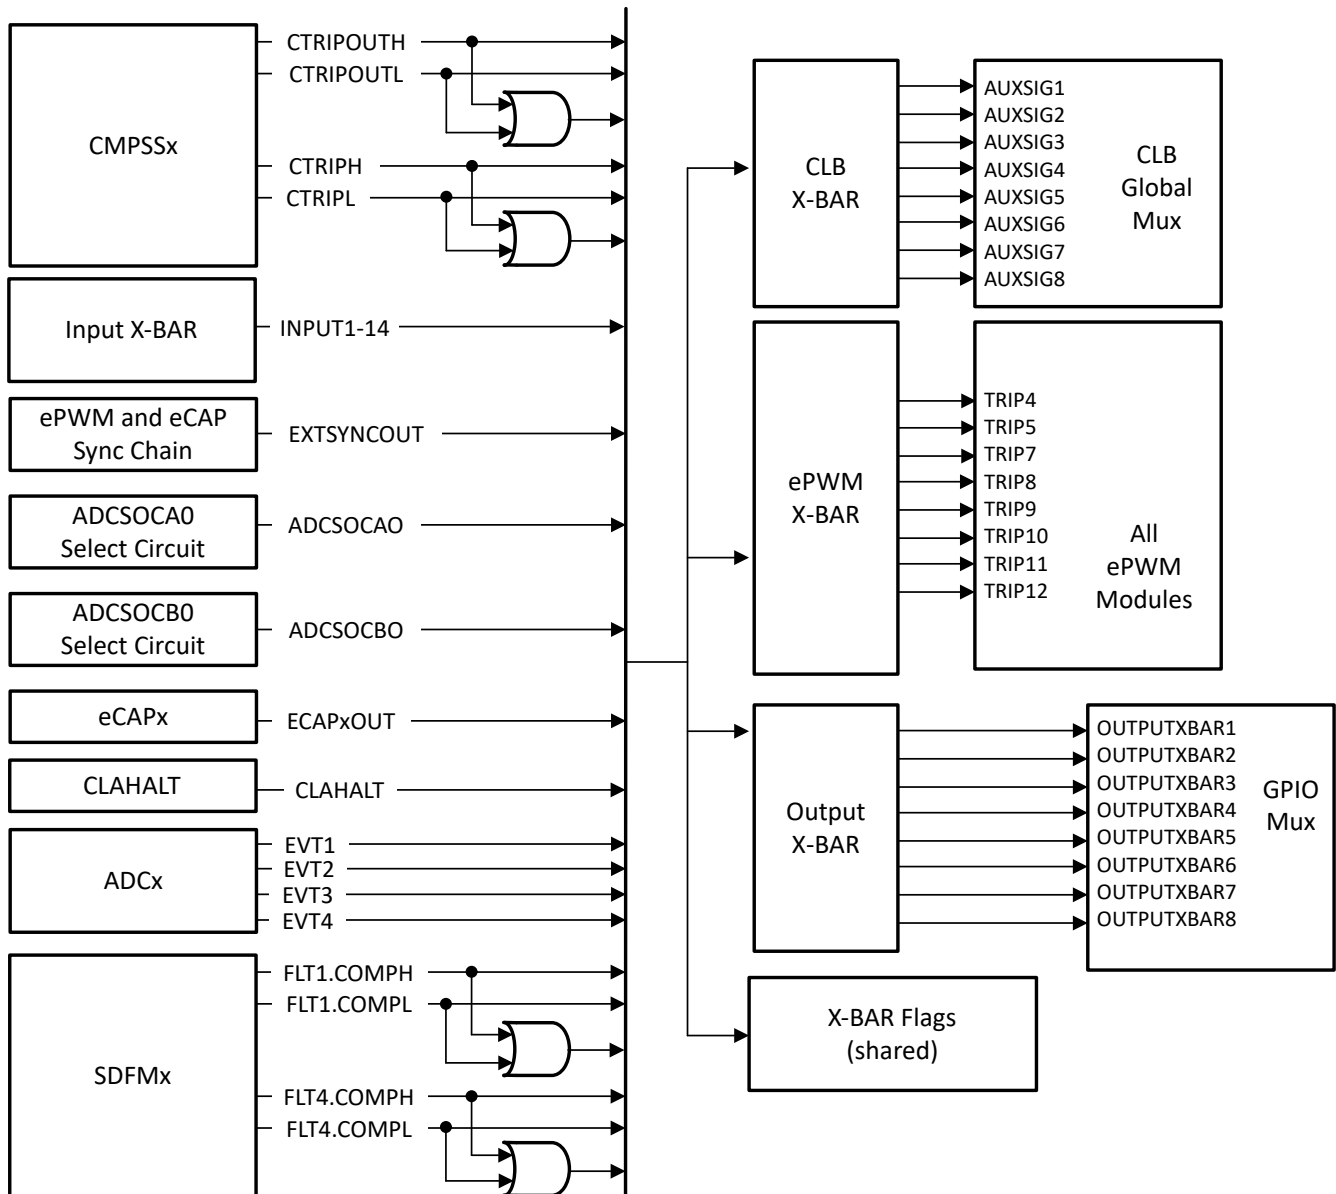 CMPSSx
CTRIPOUTH
CTRIPOUTL
CTRIPH
CTRIPL
Input X-BAR
INPUT1-14
ePWM and eCAP
Sync Chain
EXTSYNCOUT
ADCSOCA0
Select Circuit
ADCSOCAO
ADCSOCB0
Select Circuit
ADCSOCBO
eCAPx
ECAPxOUT
CLAHALT
CLAHALT
ADCx
EVT1
EVT2
EVT3
EVT4
SDFMx
FLT1.COMPH
FLT1.COMPL
FLT4.COMPH
FLT4.COMPL
CLB
X-BAR
AUXSIG1
AUXSIG2
AUXSIG3
AUXSIG4
AUXSIG5
AUXSIG6
AUXSIG7
AUXSIG8
CLB
Global
Mux
ePWM
X-BAR
TRIP4
TRIP5
TRIP7
TRIP8
TRIP9
TRIP10
TRIP11
TRIP12
All
ePWM
Modules
Output
X-BAR
OUTPUTXBAR1
OUTPUTXBAR2
OUTPUTXBAR3
OUTPUTXBAR4
OUTPUTXBAR5
OUTPUTXBAR6
OUTPUTXBAR7
OUTPUTXBAR8
GPIO
Mux
X-BAR Flags
(shared)